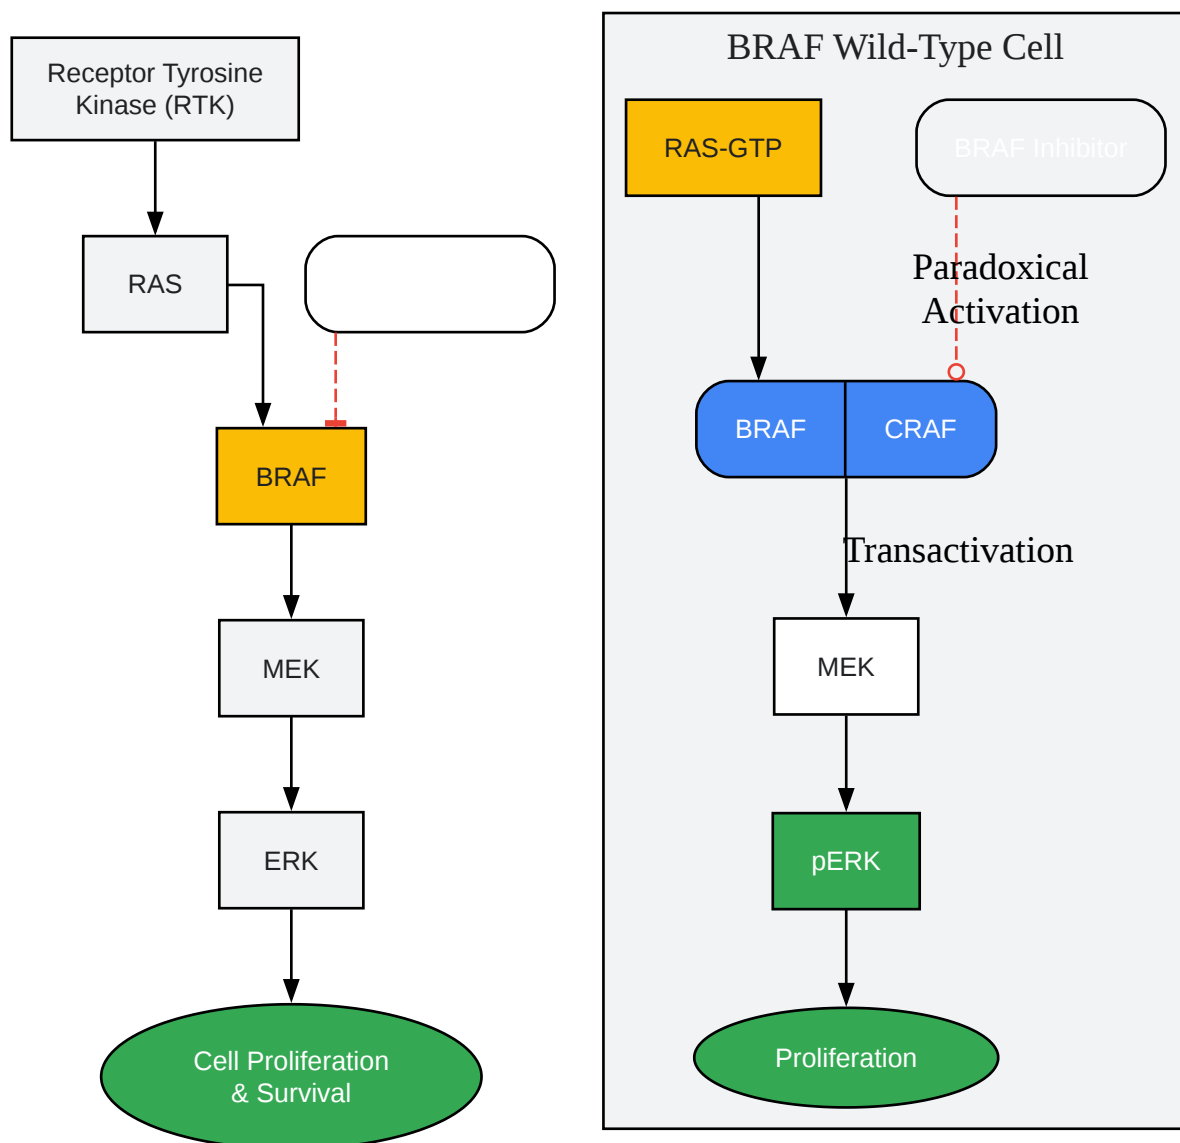 Receptor Tyrosine
Kinase (RTK)
RAS
BRAF
MEK
ERK
Cell Proliferation
& Survival
BRAF Wild-Type Cell
RAS-GTP
BRAF Inhibitor
Paradoxical
Activation
BRAF
CRAF
Transactivation
MEK
pERK
Proliferation